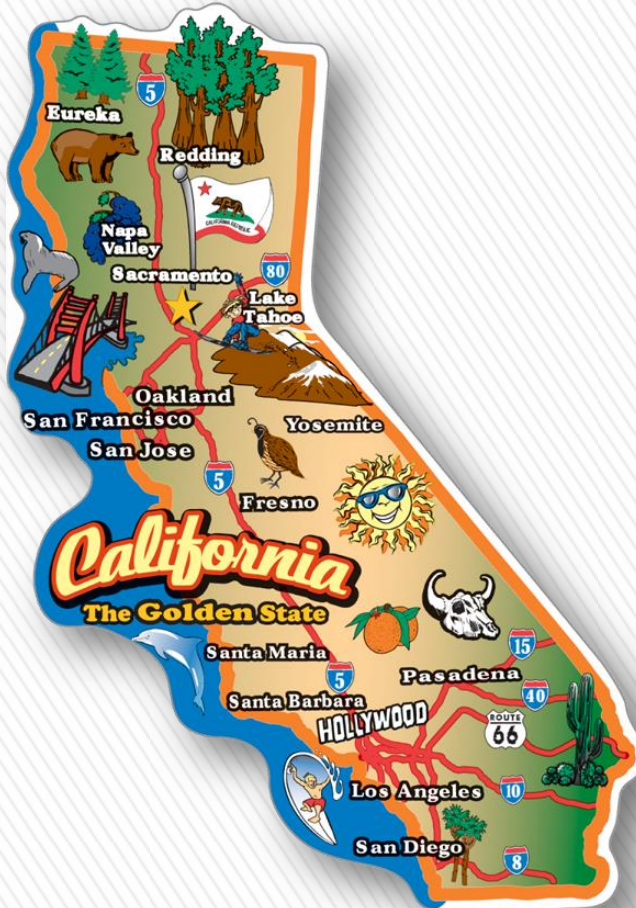 5
Eureka
Redding
CALIFORNIA REPUBLIC
Napa
Valley
Sacramento
80
Lake
Tahoe
Oakland
San Francisco
Yosemite
San Jose
5
Fresno
California
The Golden State
Santa Maria
15
5
Pasadena
40
Santa Barbara
HOLLYWOOD
ROUTE
66
Los Angeles
10
San Diego
8